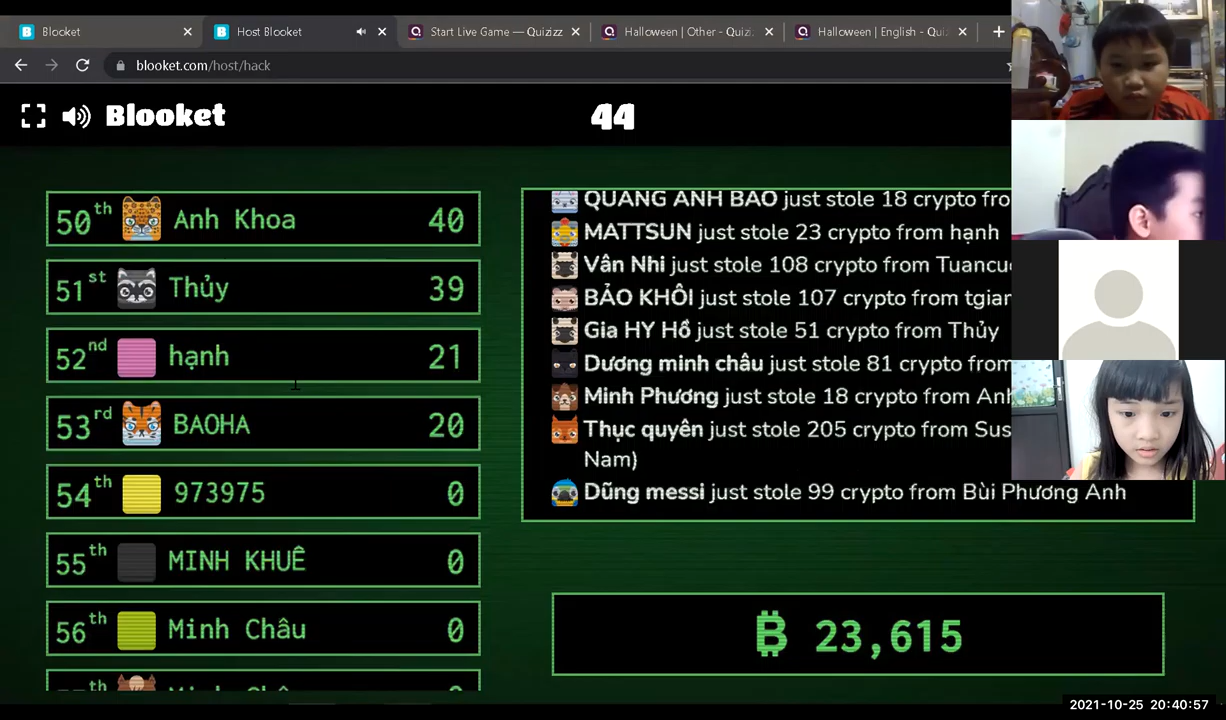 Blooket
Host Blooket
Start Live Game — Quizizz
Halloween | Other - Quizi
Halloween | English - Qui
blooket.com/host/hack
Blooket
44
50th Anh Khoa 40
51st Thủy 39
52nd hạnh 21
53rd BAOHA 20
54th 973975 0
55th MINH KHUÊ 0
56th Minh Châu 0
QUANG ANH BAO just stole 18 crypto fro
MATTSUN just stole 23 crypto from hạnh
Vân Nhi just stole 108 crypto from Tuancu
BẢO KHÔI just stole 107 crypto from tgian
Gia HY Hồ just stole 51 crypto from Thủy
Dương minh châu just stole 81 crypto from
Minh Phương just stole 18 crypto from Anh
Thục quyên just stole 205 crypto from Sus
Nam)
Dũng messi just stole 99 crypto from Bùi Phương Anh
₿ 23,615
2021-10-25 20:40:57